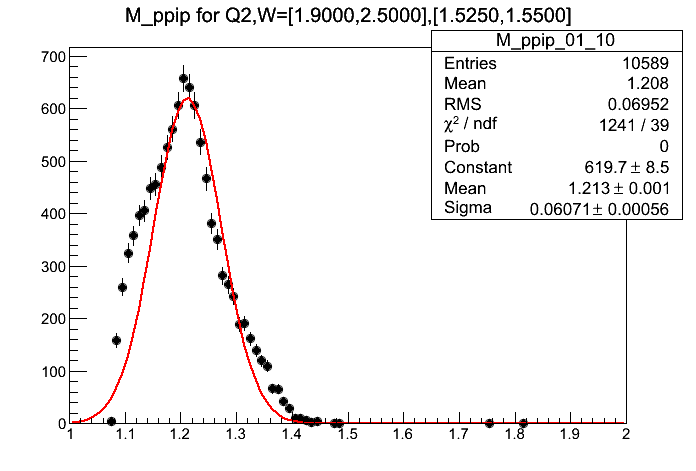 M_ppip for Q2,W=[1.9000,2.5000],[1.5250,1.5500]
M_ppip_01_10
Entries 10589
Mean 1.208
RMS 0.06952
χ² / ndf 1241 / 39
Prob 0
Constant 619.7 ± 8.5
Mean 1.213 ± 0.001
Sigma 0.06071 ± 0.00056
700
600
500
400
300
200
100
0
1 1.1 1.2 1.3 1.4 1.5 1.6 1.7 1.8 1.9 2